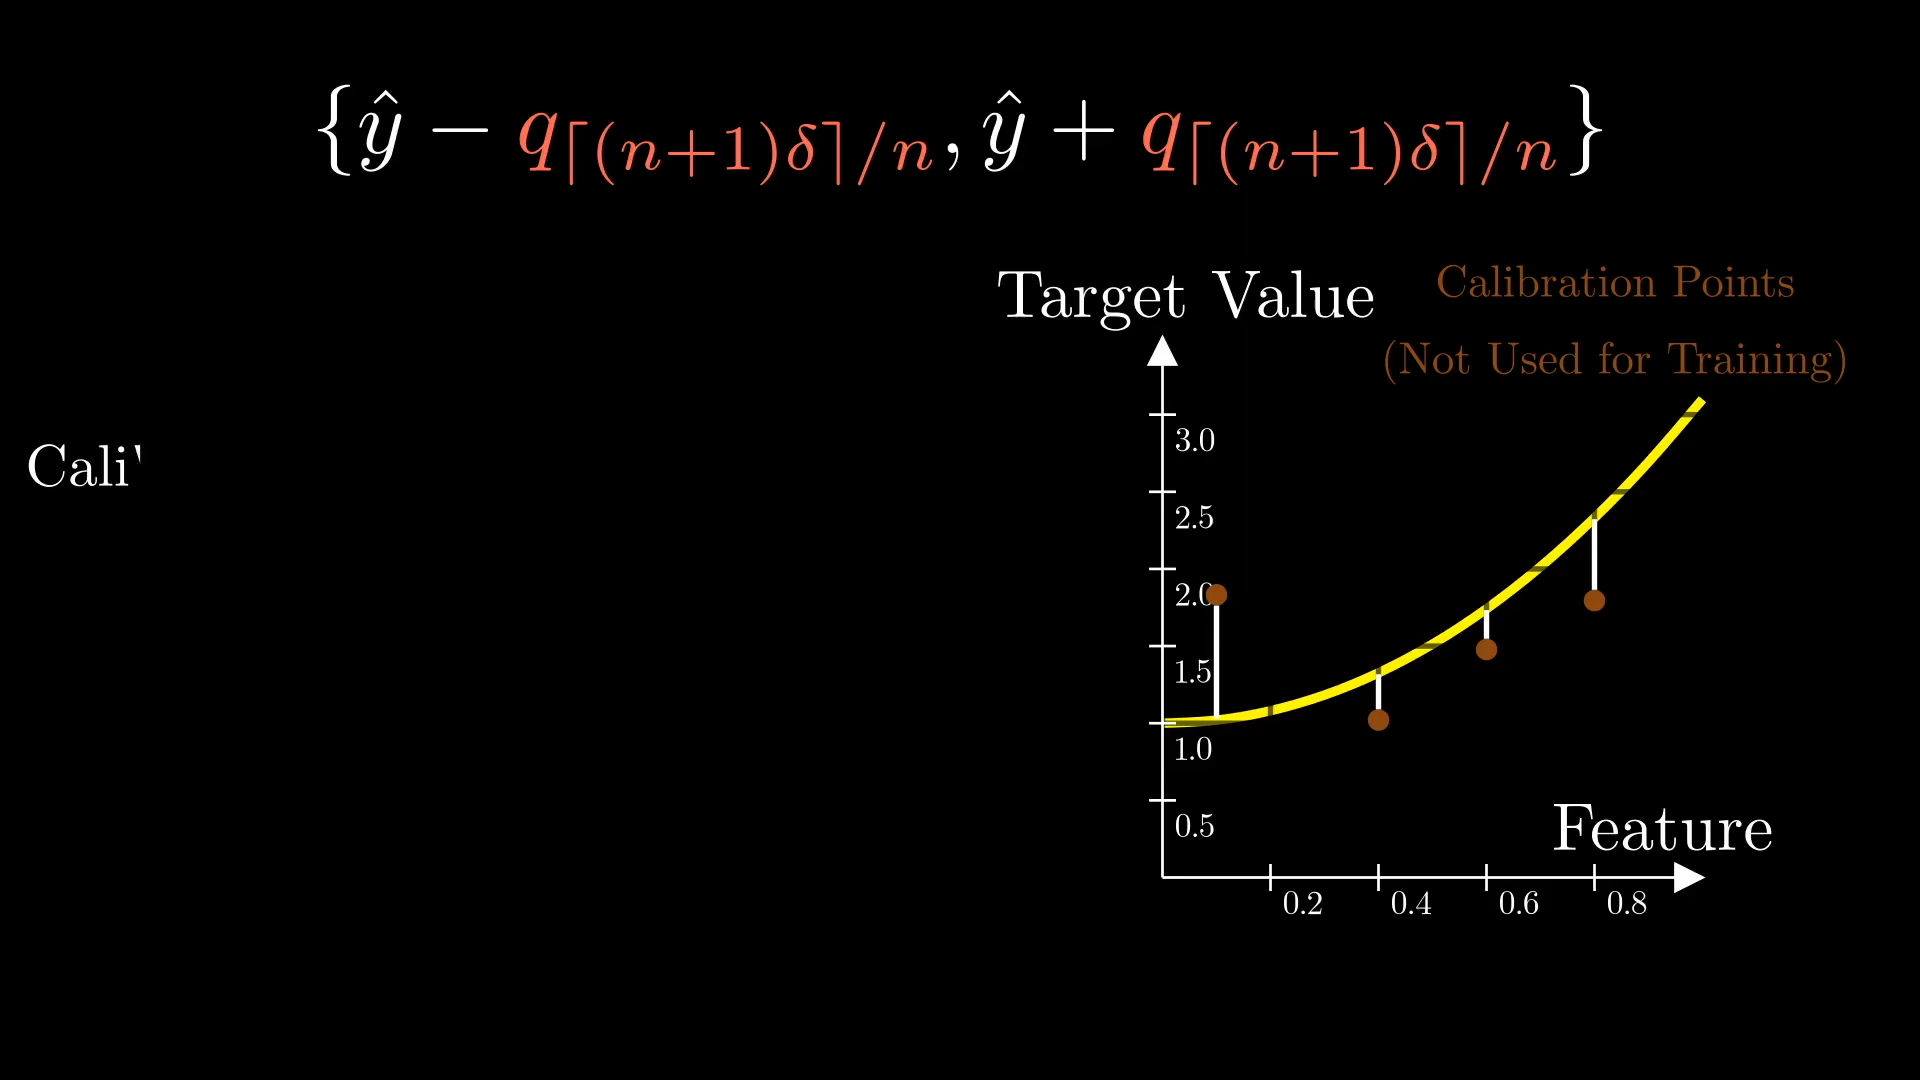 {ŷ − q⌈(n+1)δ⌉/n, ŷ + q⌈(n+1)δ⌉/n}
Target Value
Calibration Points
(Not Used for Training)
3.0
Cali
2.5
2.0
1.5
1.0
0.5
Feature
0.2 0.4 0.6 0.8